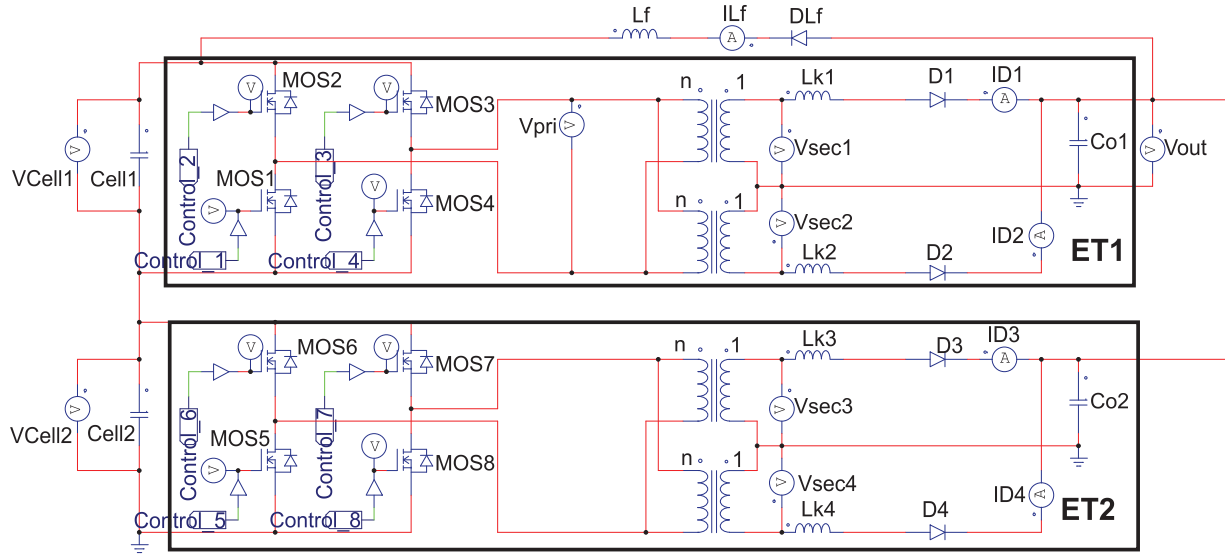 Lf ILf DLf
MOS2 MOS3 n 1 Lk1 D1 ID1
V V
Vpri V
VCell1 V Cell1
Control_2 Control_3
Vsec1 V Co1 V Vout
MOS1 MOS4
V V
n 1 Vsec2 V
Control_1 Control_4
Lk2 D2 ID2 ET1
A A A
MOS6 MOS7 n 1 Lk3 D3 ID3
V V A
VCell2 V Cell2
Control_6 Control_7
Vsec3 V Co2
MOS5 MOS8
V V
n 1 Vsec4 V
Control_5 Control_8
Lk4 D4 ID4 A ET2